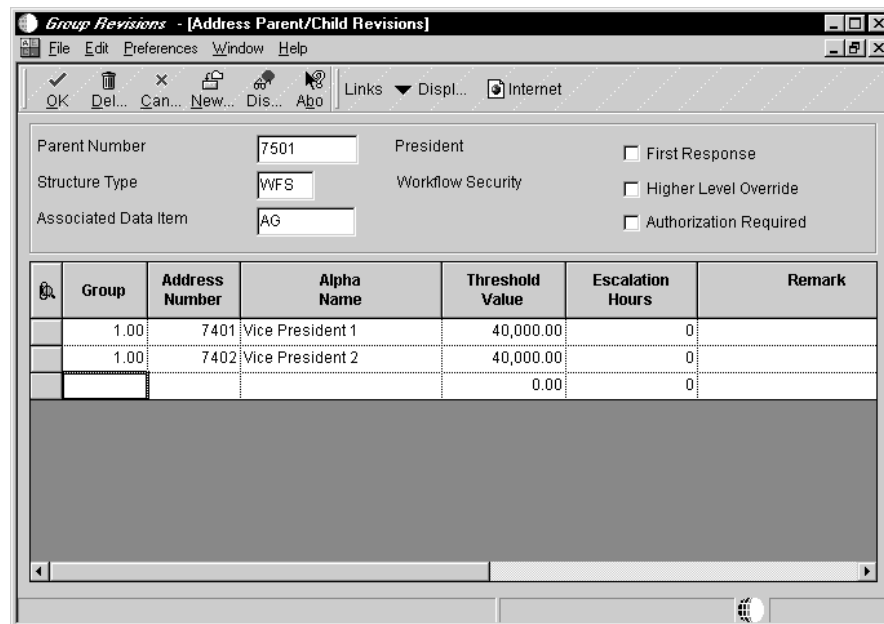 Group Revisions - [Address Parent/Child Revisions]
File Edit Preferences Window Help
OK Del... Can... New... Dis... Abo Links Displ... Internet
Parent Number 7501 President First Response
Structure Type WFS Workflow Security Higher Level Override
Associated Data Item AG Authorization Required
Group Address Number Alpha Name Threshold Value Escalation Hours Remark
1.00 7401 Vice President 1 40,000.00 0
1.00 7402 Vice President 2 40,000.00 0
0.00 0